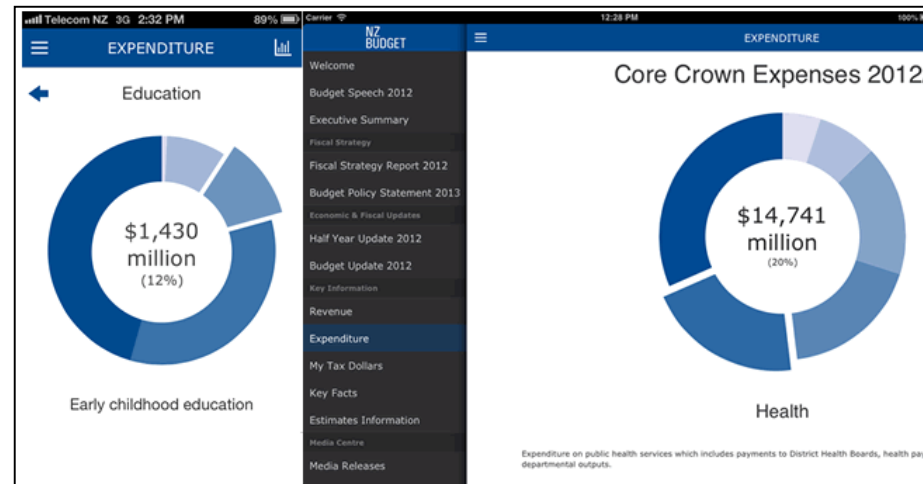 Telecom NZ 3G 2:32 PM 89%
EXPENDITURE
Education
$1,430
million
(12%)
Early childhood education
Carrier 12:28 PM 100%
NZ
BUDGET
Welcome
Budget Speech 2012
Executive Summary
Fiscal Strategy
Fiscal Strategy Report 2012
Budget Policy Statement 2013
Economic & Fiscal Updates
Half Year Update 2012
Budget Update 2012
Key Information
Revenue
Expenditure
My Tax Dollars
Key Facts
Estimates Information
Media Centre
Media Releases
EXPENDITURE
Core Crown Expenses 2012
$14,741
million
(20%)
Health
Expenditure on public health services which includes payments to District Health Boards, health pay
departmental outputs.